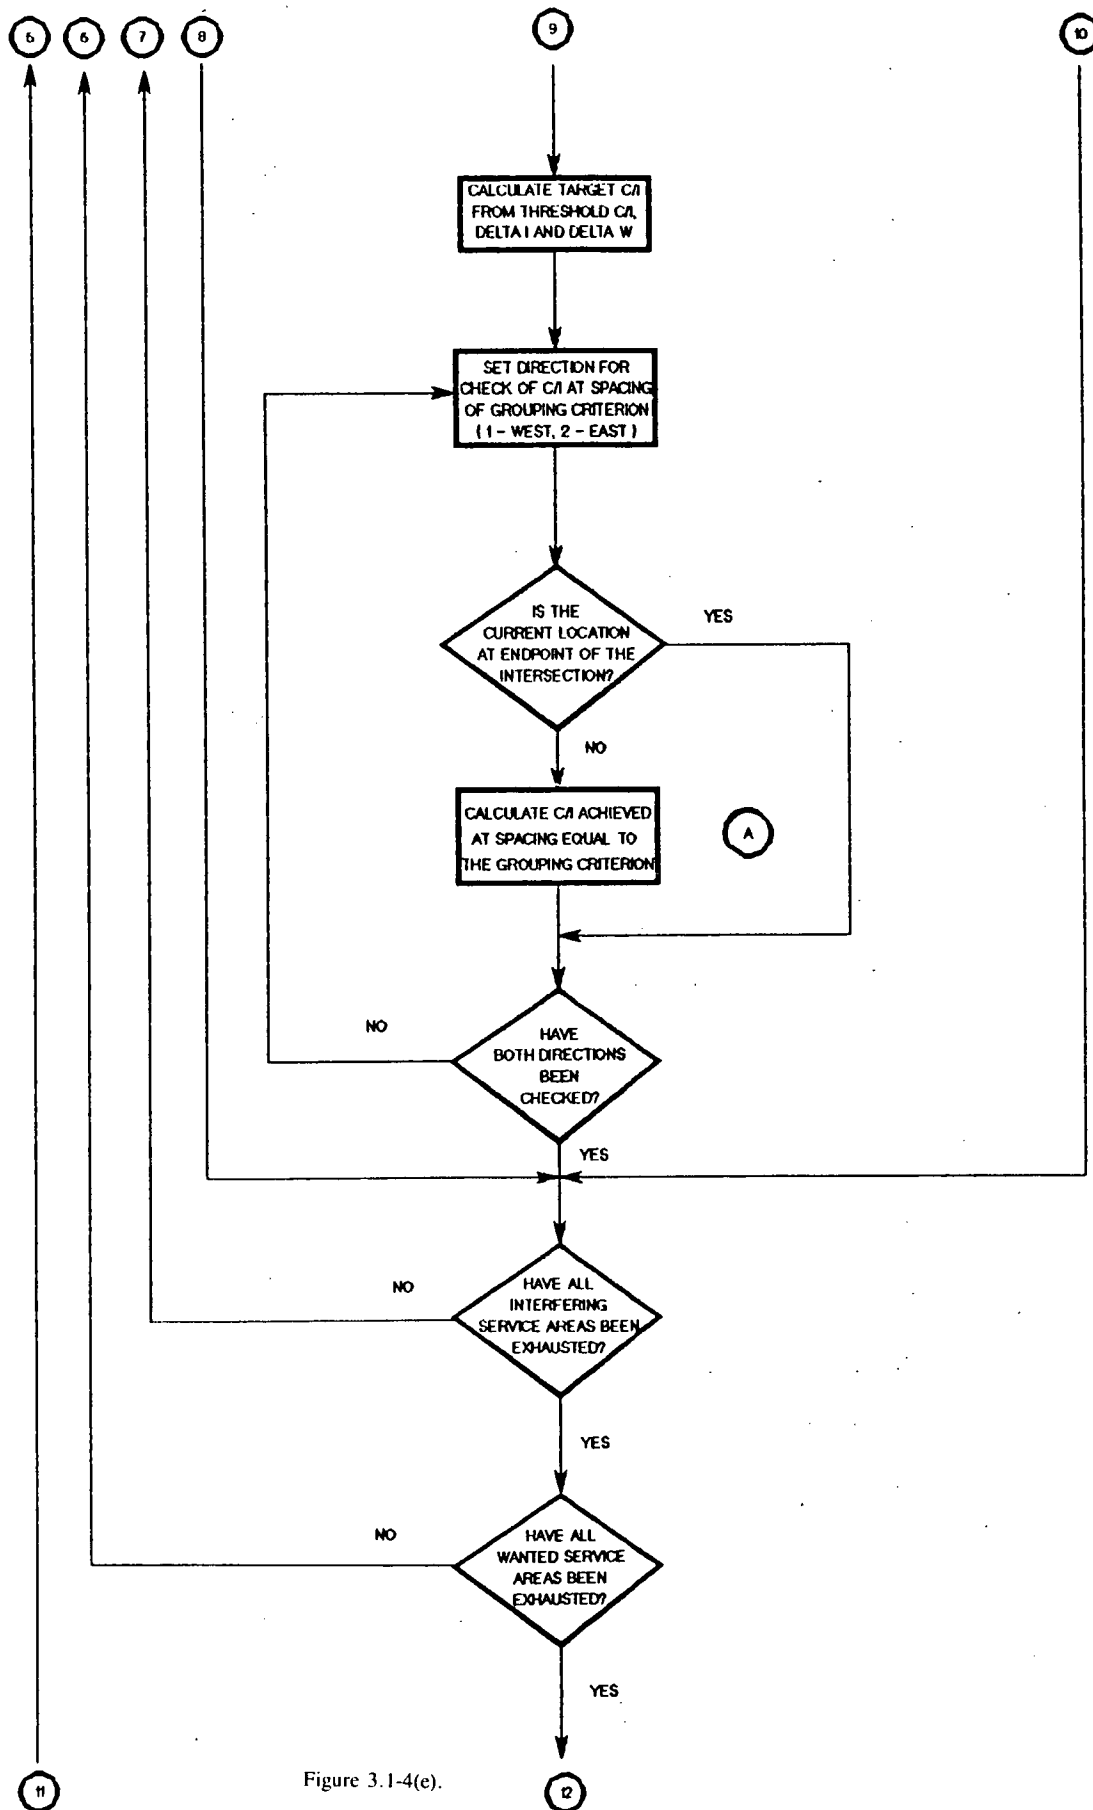 5 6 7 8 9 10
CALCULATE TARGET C/I
FROM THRESHOLD C/I,
DELTA I AND DELTA W
SET DIRECTION FOR
CHECK OF C/I AT SPACING
OF GROUPING CRITERION
( 1 - WEST, 2 - EAST )
IS THE
CURRENT LOCATION
AT ENDPOINT OF THE
INTERSECTION?
YES
NO
CALCULATE C/I ACHIEVED
AT SPACING EQUAL TO
THE GROUPING CRITERION
A
HAVE
BOTH DIRECTIONS
BEEN
CHECKED?
NO
YES
HAVE ALL
INTERFERING
SERVICE AREAS BEEN
EXHAUSTED?
NO
YES
HAVE ALL
WANTED SERVICE
AREAS BEEN
EXHAUSTED?
NO
YES
11
Figure 3.1-4(e).
12